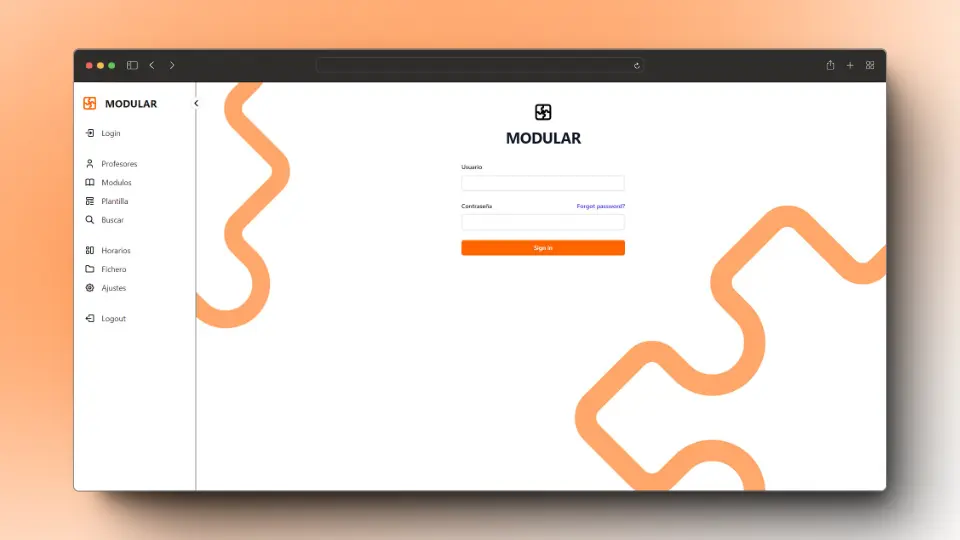 MODULAR
Login
Profesores
Modulos
Plantilla
Buscar
Horarios
Fichero
Ajustes
Logout
MODULAR
Usuario
Contraseña Forgot password?
Sign in